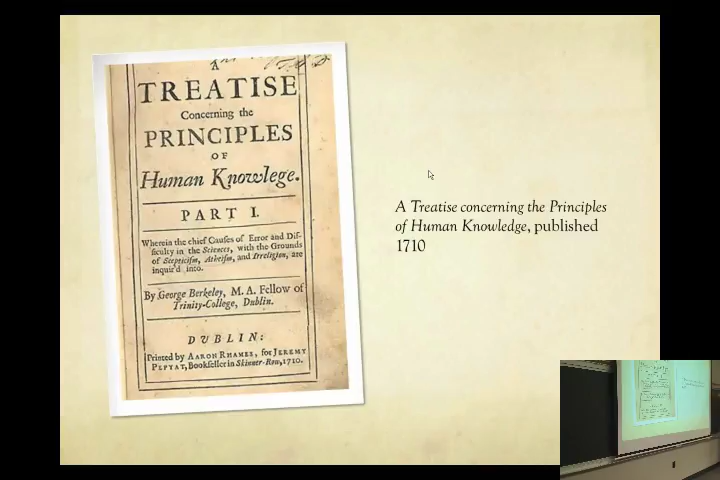 A
TREATISE
Concerning the
PRINCIPLES
OF
Human Knowlege.
PART I.
Wherein the chief Causes of Error and Dif-
ficulty in the Sciences, with the Grounds
of Scepticism, Atheism, and Irreligion, are
inquir'd into.
By George Berkeley, M. A. Fellow of
Trinity-College, Dublin.
DUBLIN:
Printed by AARON RHAMES, for JEREMY
PEPYAT, Bookseller in Skinner-Row, 1710.
A Treatise concerning the Principles
of Human Knowledge, published
1710